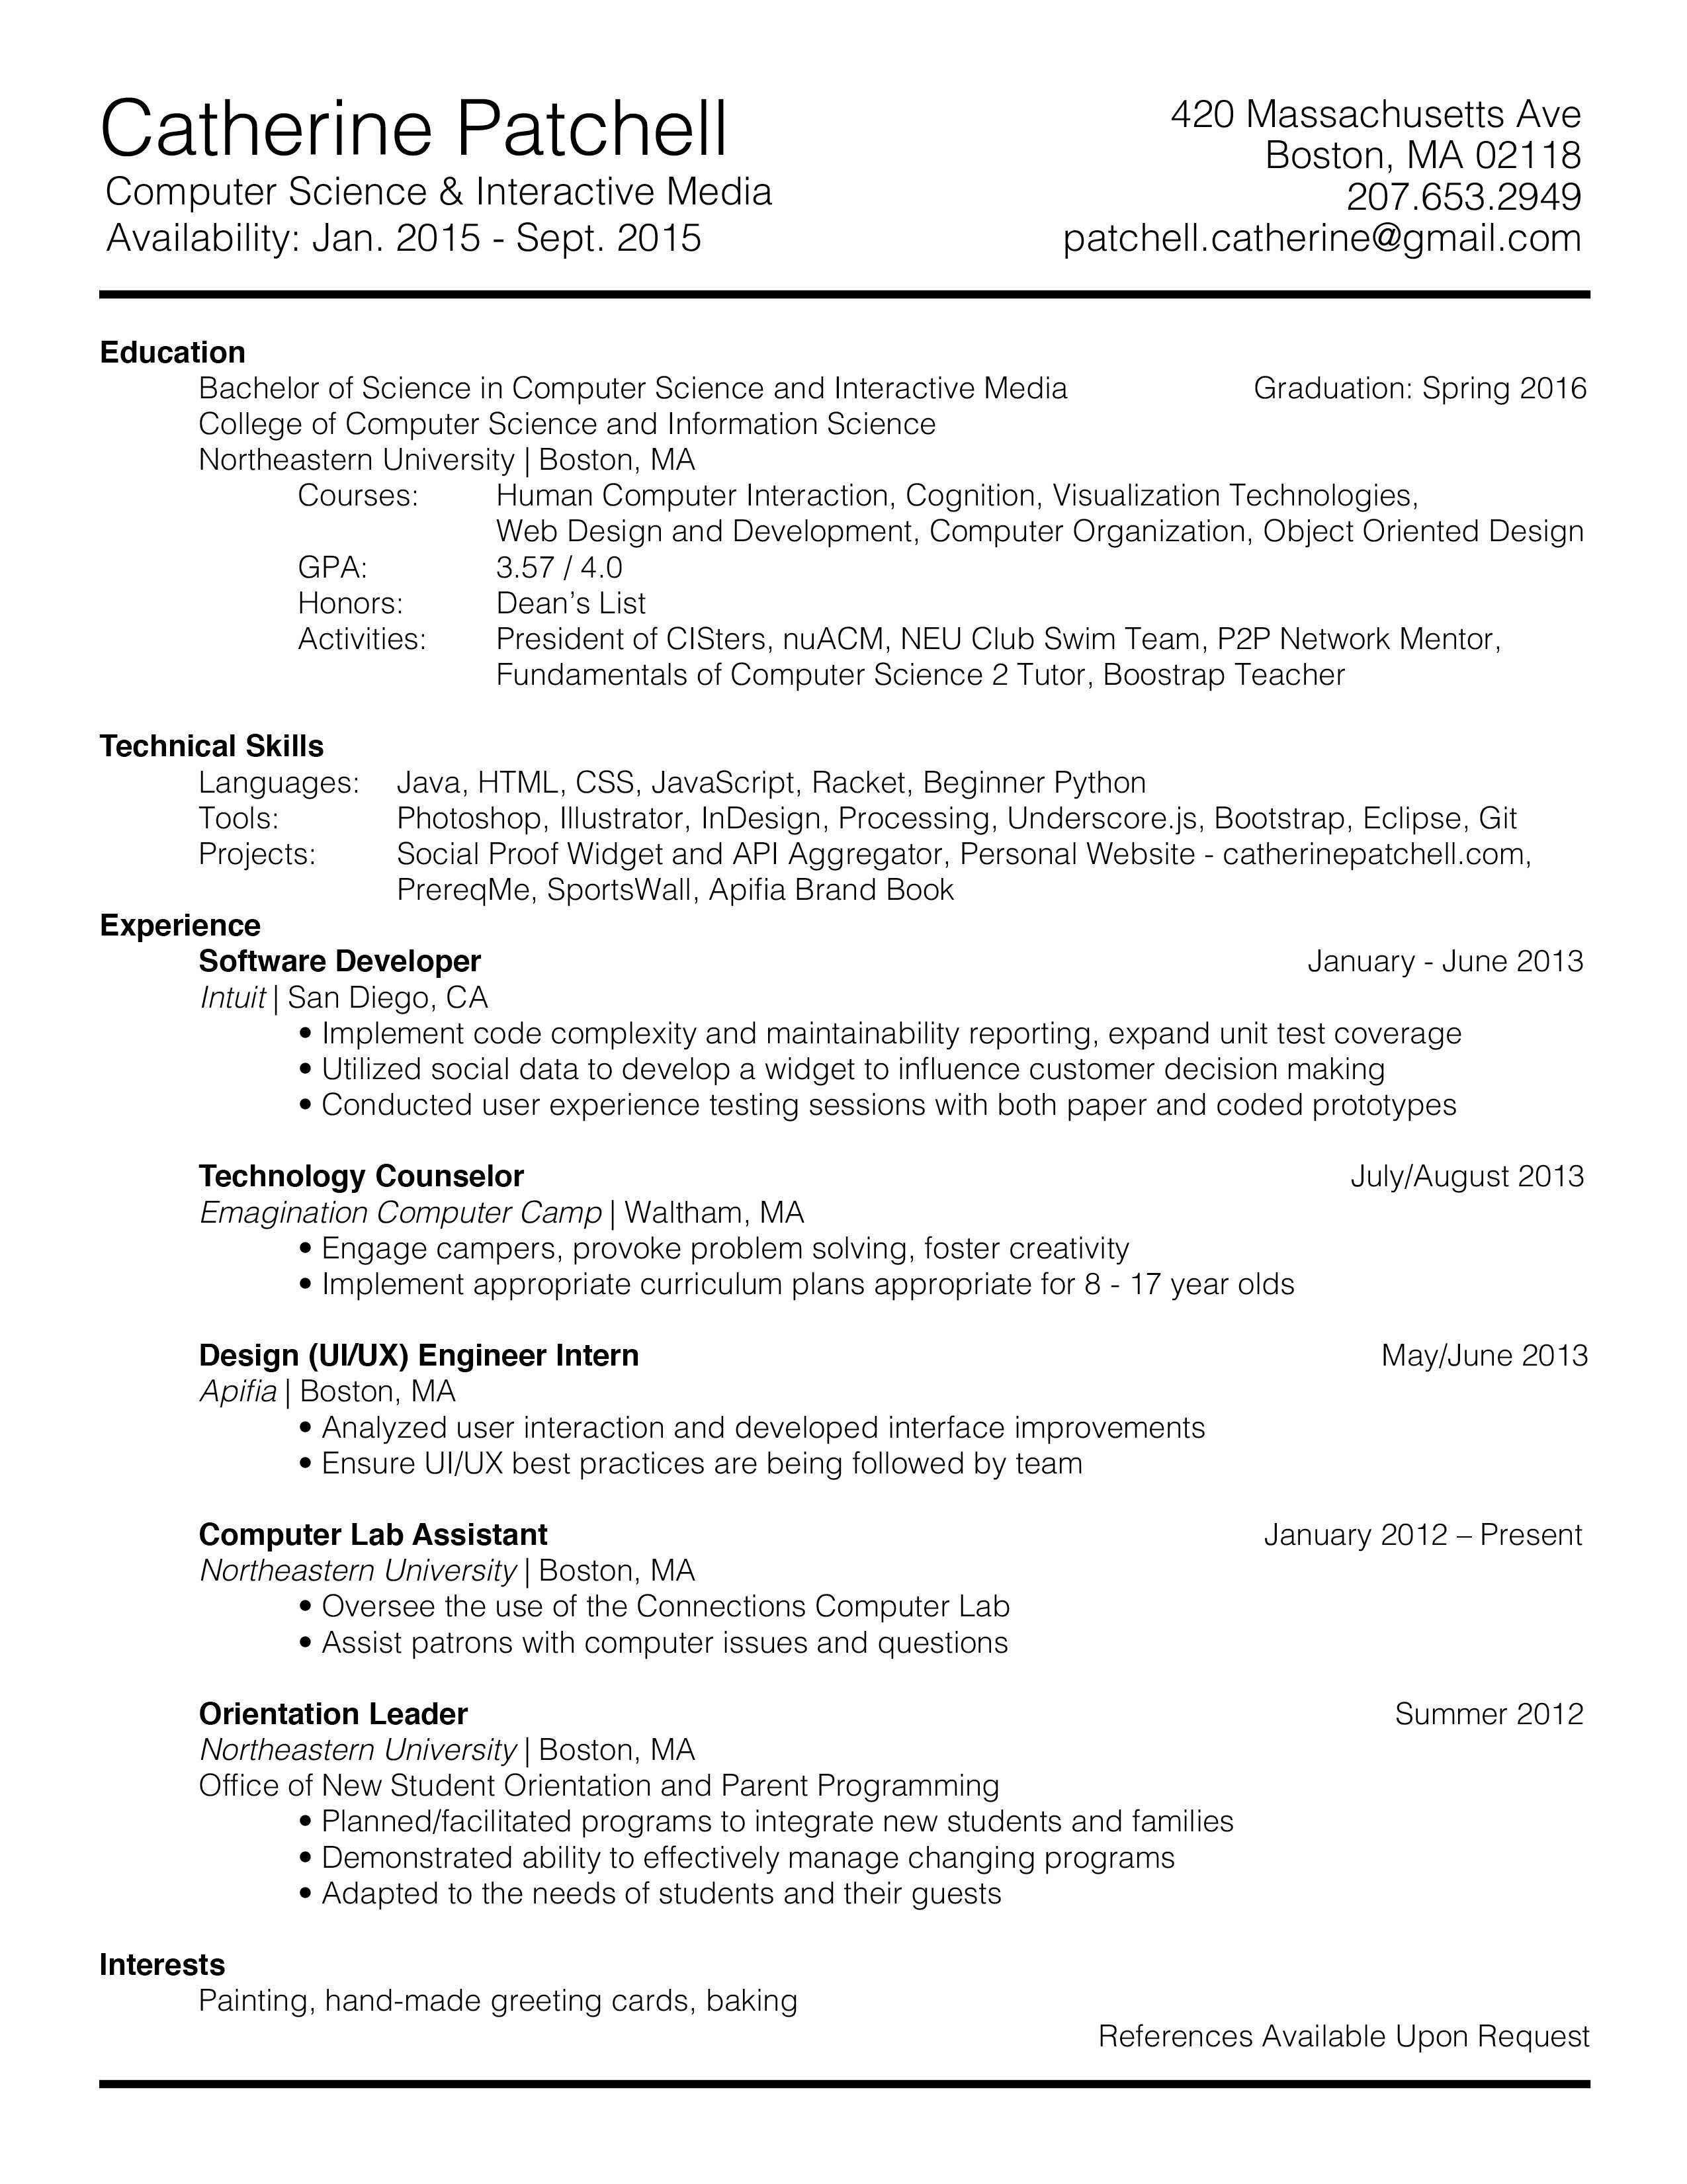 Catherine Patchell
Computer Science & Interactive Media
Availability: Jan. 2015 - Sept. 2015
420 Massachusetts Ave
Boston, MA 02118
207.653.2949
patchell.catherine@gmail.com
Education
Bachelor of Science in Computer Science and Interactive Media Graduation: Spring 2016
College of Computer Science and Information Science
Northeastern University | Boston, MA
Courses: Human Computer Interaction, Cognition, Visualization Technologies,
Web Design and Development, Computer Organization, Object Oriented Design
GPA: 3.57 / 4.0
Honors: Dean’s List
Activities: President of CISters, nuACM, NEU Club Swim Team, P2P Network Mentor,
Fundamentals of Computer Science 2 Tutor, Boostrap Teacher
Technical Skills
Languages: Java, HTML, CSS, JavaScript, Racket, Beginner Python
Tools: Photoshop, Illustrator, InDesign, Processing, Underscore.js, Bootstrap, Eclipse, Git
Projects: Social Proof Widget and API Aggregator, Personal Website - catherinepatchell.com,
PrereqMe, SportsWall, Apifia Brand Book
Experience
Software Developer January - June 2013
Intuit | San Diego, CA
• Implement code complexity and maintainability reporting, expand unit test coverage
• Utilized social data to develop a widget to influence customer decision making
• Conducted user experience testing sessions with both paper and coded prototypes
Technology Counselor July/August 2013
Emagination Computer Camp | Waltham, MA
• Engage campers, provoke problem solving, foster creativity
• Implement appropriate curriculum plans appropriate for 8 - 17 year olds
Design (UI/UX) Engineer Intern May/June 2013
Apifia | Boston, MA
• Analyzed user interaction and developed interface improvements
• Ensure UI/UX best practices are being followed by team
Computer Lab Assistant January 2012 – Present
Northeastern University | Boston, MA
• Oversee the use of the Connections Computer Lab
• Assist patrons with computer issues and questions
Orientation Leader Summer 2012
Northeastern University | Boston, MA
Office of New Student Orientation and Parent Programming
• Planned/facilitated programs to integrate new students and families
• Demonstrated ability to effectively manage changing programs
• Adapted to the needs of students and their guests
Interests
Painting, hand-made greeting cards, baking
References Available Upon Request